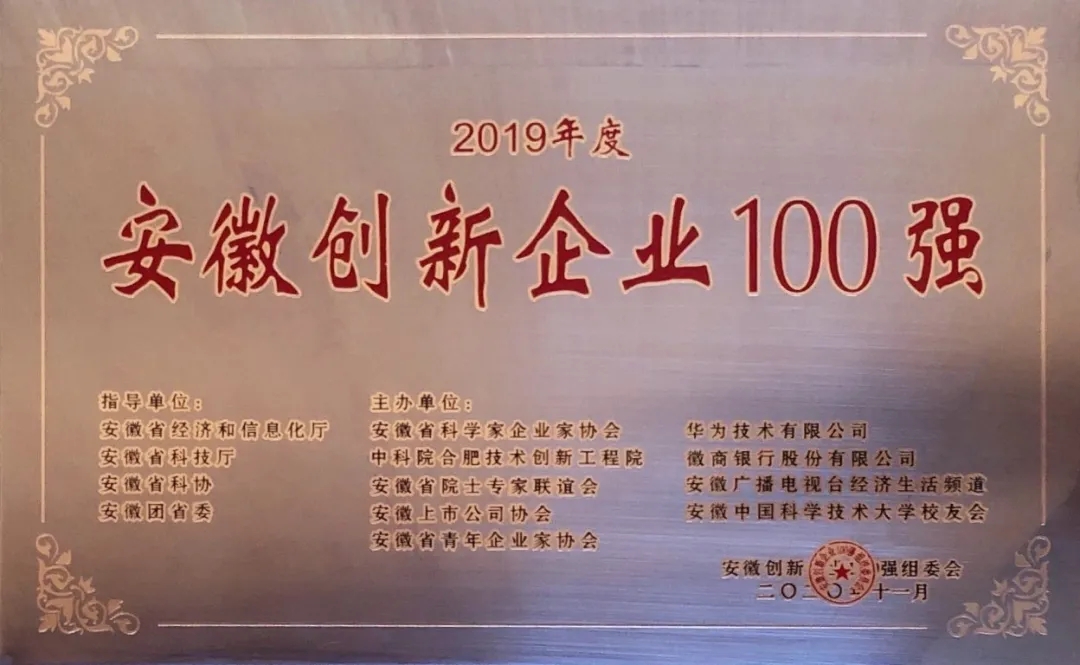 2019年度
安徽创新企业100强
指导单位：
安徽省经济和信息化厅
安徽省科技厅
安徽省科协
安徽团省委
主办单位：
安徽省科学家企业家协会
中科院合肥技术创新工程院
安徽省院士专家联谊会
安徽上市公司协会
安徽省青年企业家协会
华为技术有限公司
徽商银行股份有限公司
安徽广播电视台经济生活频道
安徽中国科学技术大学校友会
安徽创新 强组委会
二〇二〇年十一月